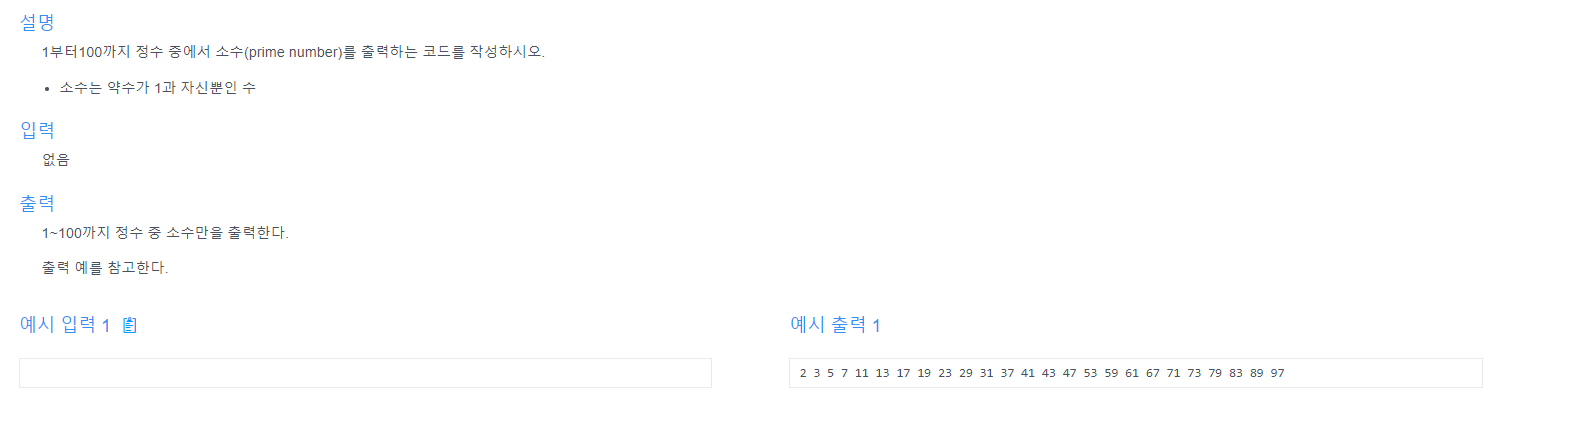 설명
1부터100까지 정수 중에서 소수(prime number)를 출력하는 코드를 작성하시오.
• 소수는 약수가 1과 자신뿐인 수
입력
없음
출력
1~100까지 정수 중 소수만을 출력한다.
출력 예를 참고한다.
예시 입력 1
예시 출력 1
2 3 5 7 11 13 17 19 23 29 31 37 41 43 47 53 59 61 67 71 73 79 83 89 97